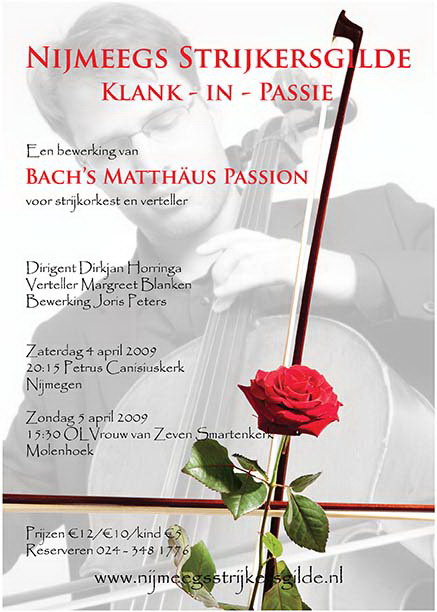 Nijmeegs Strijkersgilde
Klank - in - Passie
Een bewerking van
Bach's Matthäus Passion
voor strijkorkest en verteller
Dirigent Dirkjan Horringa
Verteller Margreet Blanken
Bewerking Joris Peters
Zaterdag 4 april 2009
20:15 Petrus Canisiuskerk
Nijmegen
Zondag 5 april 2009
15:30 OLVrouw van Zeven Smartenkerk
Molenhoek
Prijzen €12/€10/kind €5
Reserveren 024 - 348 1776
www.nijmeegsstrijkersgilde.nl